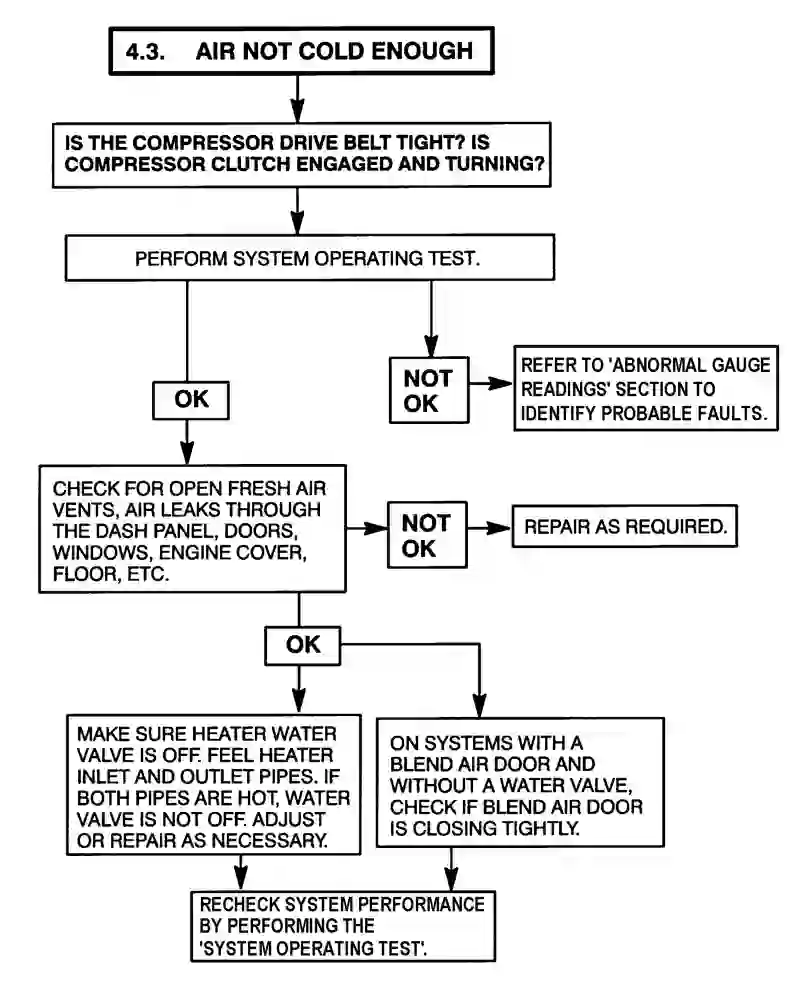 4.3. AIR NOT COLD ENOUGH
IS THE COMPRESSOR DRIVE BELT TIGHT? IS
COMPRESSOR CLUTCH ENGAGED AND TURNING?
PERFORM SYSTEM OPERATING TEST.
OK
NOT
OK
REFER TO 'ABNORMAL GAUGE
READINGS' SECTION TO
IDENTIFY PROBABLE FAULTS.
CHECK FOR OPEN FRESH AIR
VENTS, AIR LEAKS THROUGH
THE DASH PANEL, DOORS,
WINDOWS, ENGINE COVER,
FLOOR, ETC.
NOT
OK
REPAIR AS REQUIRED.
OK
MAKE SURE HEATER WATER
VALVE IS OFF. FEEL HEATER
INLET AND OUTLET PIPES. IF
BOTH PIPES ARE HOT, WATER
VALVE IS NOT OFF. ADJUST
OR REPAIR AS NECESSARY.
ON SYSTEMS WITH A
BLEND AIR DOOR AND
WITHOUT A WATER VALVE,
CHECK IF BLEND AIR DOOR
IS CLOSING TIGHTLY.
RECHECK SYSTEM PERFORMANCE
BY PERFORMING THE
'SYSTEM OPERATING TEST'.